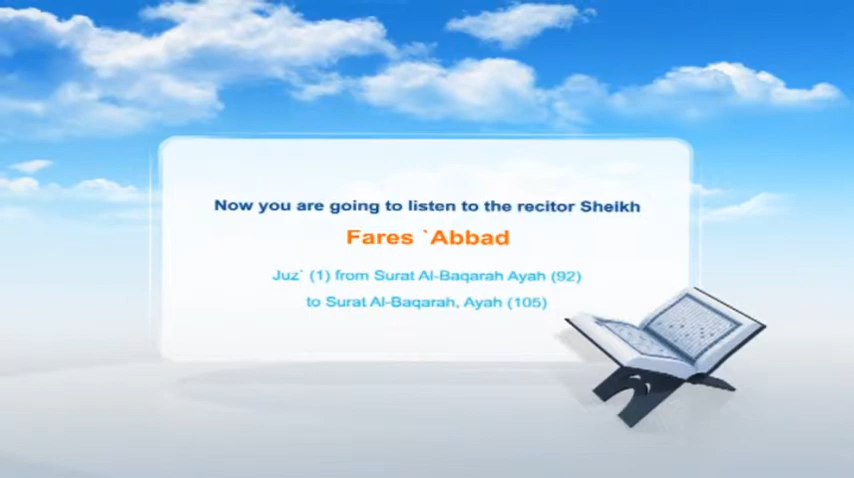 Now you are going to listen to the recitor Sheikh
Fares `Abbad
Juz` (1) from Surat Al-Baqarah Ayah (92)
to Surat Al-Baqarah, Ayah (105)